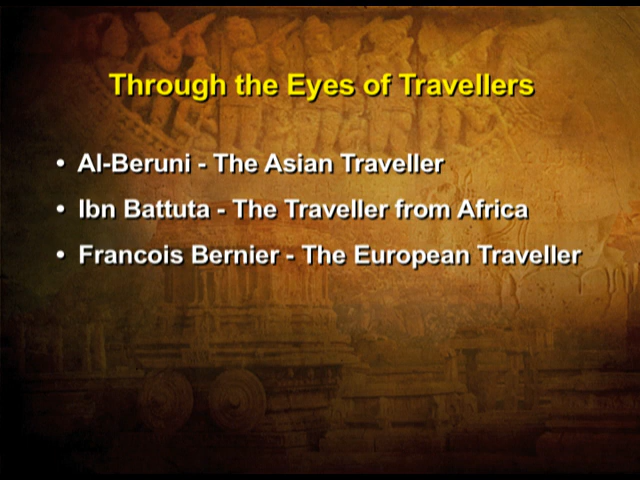 Through the Eyes of Travellers
• Al-Beruni - The Asian Traveller
• Ibn Battuta - The Traveller from Africa
• Francois Bernier - The European Traveller